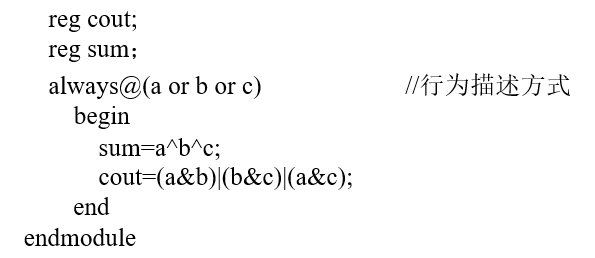 reg cout;
reg sum；
always@(a or b or c) //行为描述方式
begin
sum=a^b^c;
cout=(a&b)|(b&c)|(a&c);
end
endmodule